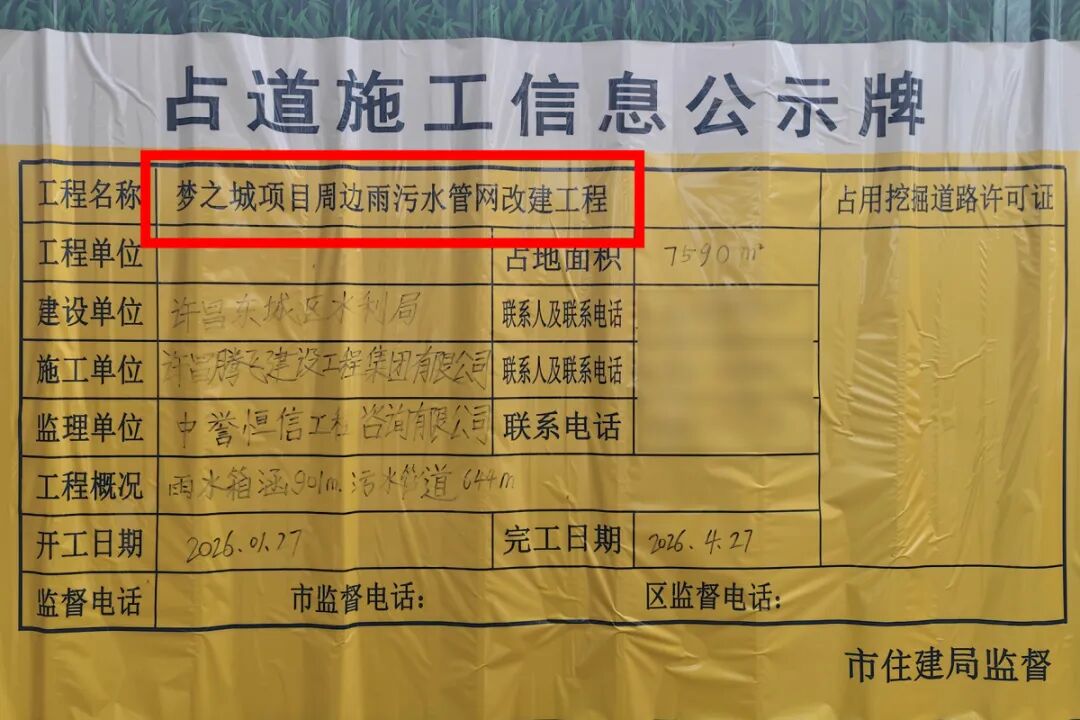 占道施工信息公示牌
工程名称 梦之城项目周边雨污水管网改建工程 占用挖掘道路许可证
工程单位 占地面积 7590㎡
建设单位 许昌东城区水利局 联系人及联系电话
施工单位 许昌腾飞建设工程集团有限公司 联系人及联系电话
监理单位 中誉恒信工程咨询有限公司 联系电话
工程概况 雨水箱涵901m.污水管道644m
开工日期 2026.01.27 完工日期 2026.4.27
监督电话 市监督电话： 区监督电话：
市住建局监督